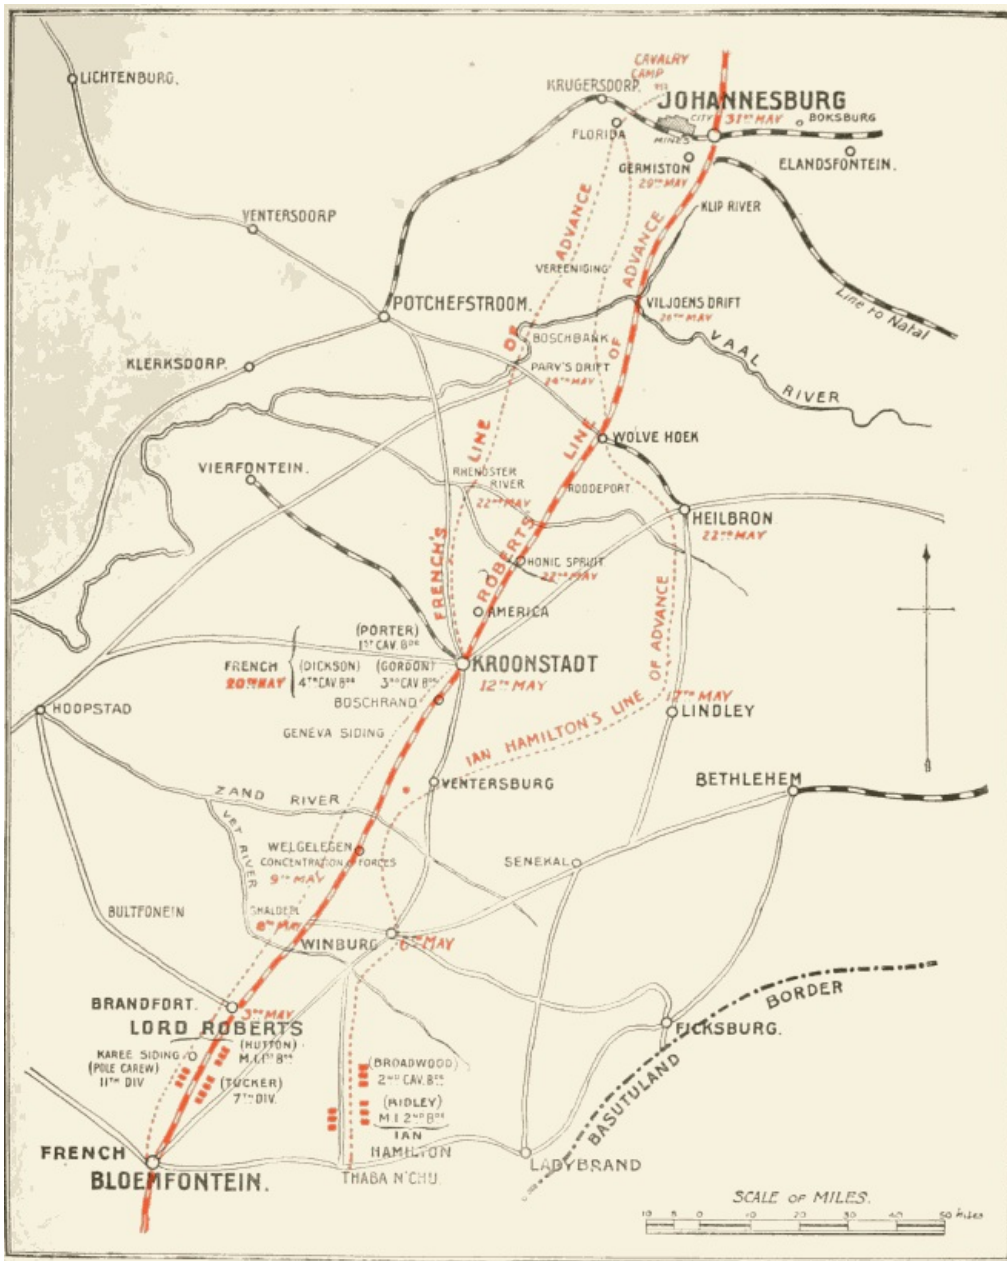 LICHTENBURG.
CAVALRY
CAMP
KRUGERSDORP.
JOHANNESBURG
CITY
31ST MAY
BOKSBURG
FLORIDA
MINES
GERMISTON
29TH MAY
ELANDSFONTEIN.
VENTERSDORP
KLIP RIVER
VEREENIGING
POTCHEFSTROOM.
VILJOENS DRIFT
26TH MAY
Line to Natal
BOSCHBANK
VAAL
RIVER
KLERKSDORP.
PARY'S DRIFT
24TH MAY
WOLVE HOEK
VIERFONTEIN.
RHENOSTER
RIVER
22ND MAY
ROODEPORT
HEILBRON
22ND MAY
HONIC SPRUIT
22ND MAY
AMERICA
FRENCH'S LINE OF ADVANCE
ROBERTS LINE OF ADVANCE
IAN HAMILTON'S LINE OF ADVANCE
(PORTER)
1ST CAV. BDE
FRENCH
20TH MAY
(DICKSON)
4TH CAV. BDE
(GORDON)
3RD CAV. BDE
KROONSTADT
12TH MAY
17TH MAY
LINDLEY
HOOPSTAD
BOSCHRAND
GENEVA SIDING
VENTERSBURG
BETHLEHEM
ZAND RIVER
VET RIVER
WELGELEGEN
CONCENTRATION OF FORCES
9TH MAY
SENEKAL
BULTFONEIN
8TH MAY
WINBURG
6TH MAY
BRANDFORT.
3RD MAY
LORD ROBERTS
(HUTTON)
M.I. 1ST BDE
KAREE SIDING
(POLE CAREW)
11TH DIV
(TUCKER)
7TH DIV.
(BROADWOOD)
2ND CAV. BDE
(RIDLEY)
M.I. 2ND BDE
IAN
HAMILTON
FICKSBURG.
BASUTULAND BORDER
FRENCH
BLOEMFONTEIN.
THABA N'CHU.
LADYBRAND
SCALE OF MILES.
10 5 0 10 20 30 40 50 Miles